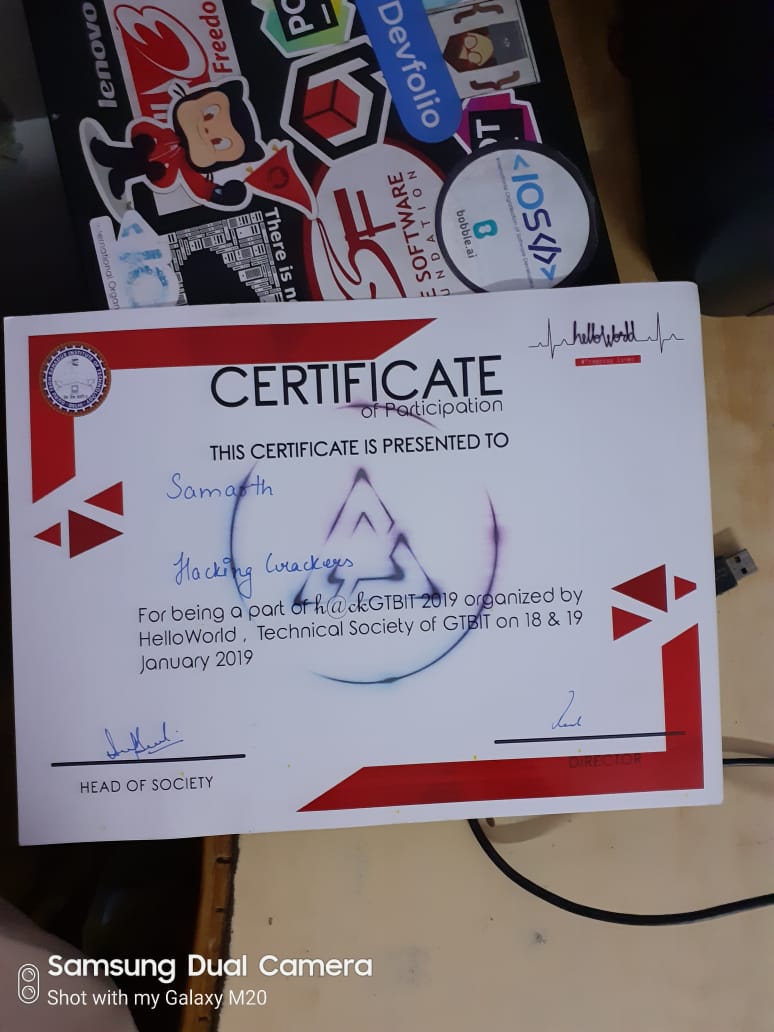 lenovo
Freedo
Devfolio
There is n
E SOFTWARE
UNDATION
IOSD
bobble.ai
helloWorld
CERTIFICATE
of Participation
THIS CERTIFICATE IS PRESENTED TO
Samarth
Hacking Crackers
For being a part of h@ckGTBIT 2019 organized by
HelloWorld , Technical Society of GTBIT on 18 & 19
January 2019
HEAD OF SOCIETY
DIRECTOR
Samsung Dual Camera
Shot with my Galaxy M20